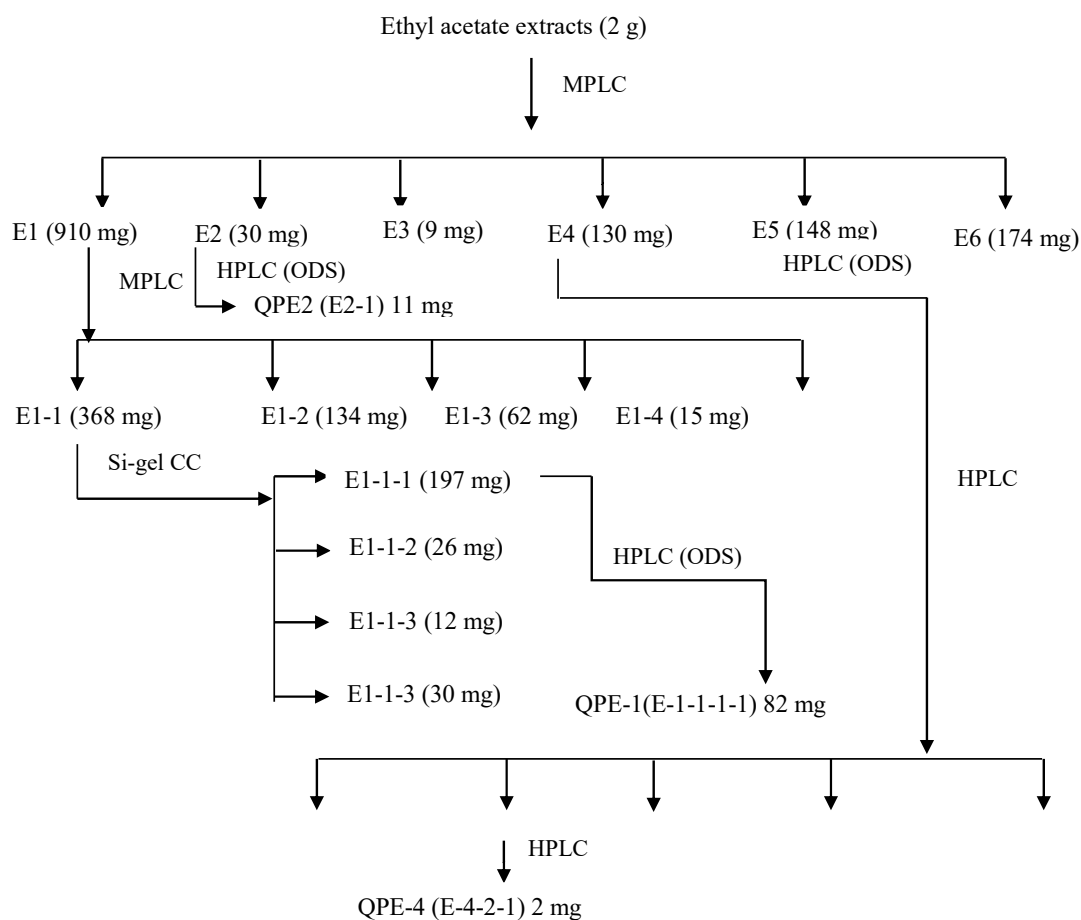 Ethyl acetate extracts (2 g)
MPLC
E1 (910 mg)
E2 (30 mg)
E3 (9 mg)
E4 (130 mg)
E5 (148 mg)
E6 (174 mg)
MPLC
HPLC (ODS)
HPLC (ODS)
QPE2 (E2-1) 11 mg
E1-1 (368 mg)
E1-2 (134 mg)
E1-3 (62 mg)
E1-4 (15 mg)
Si-gel CC
E1-1-1 (197 mg)
HPLC
E1-1-2 (26 mg)
HPLC (ODS)
E1-1-3 (12 mg)
E1-1-3 (30 mg)
QPE-1(E-1-1-1-1) 82 mg
HPLC
QPE-4 (E-4-2-1) 2 mg